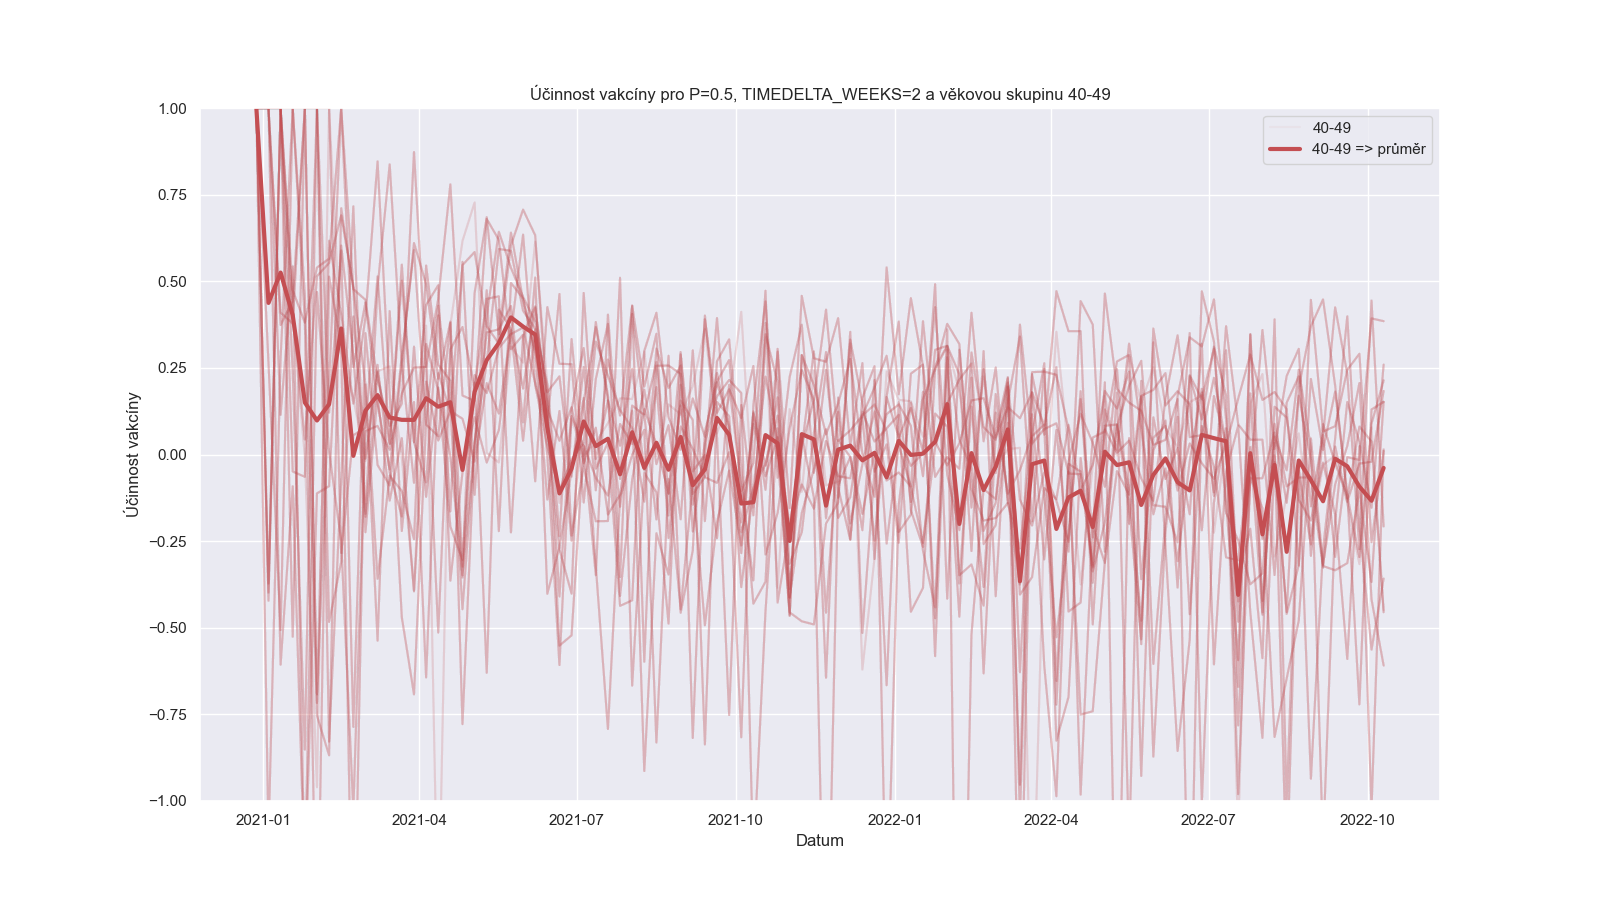 Účinnost vakcíny pro P=0.5, TIMEDELTA_WEEKS=2 a věkovou skupinu 40-49
40-49
40-49 => průměr
Účinnost vakcíny
1.00
0.75
0.50
0.25
0.00
−0.25
−0.50
−0.75
−1.00
2021-01 2021-04 2021-07 2021-10 2022-01 2022-04 2022-07 2022-10
Datum